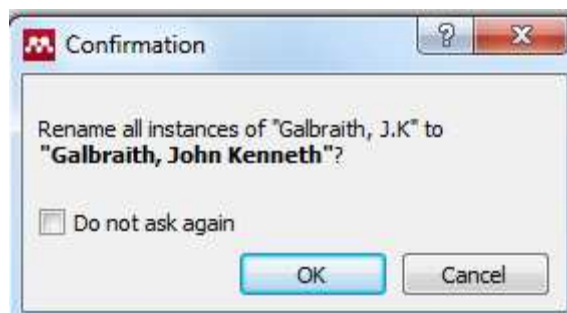 Confirmation
Rename all instances of "Galbraith, J.K" to
"Galbraith, John Kenneth"?
Do not ask again
OK
Cancel